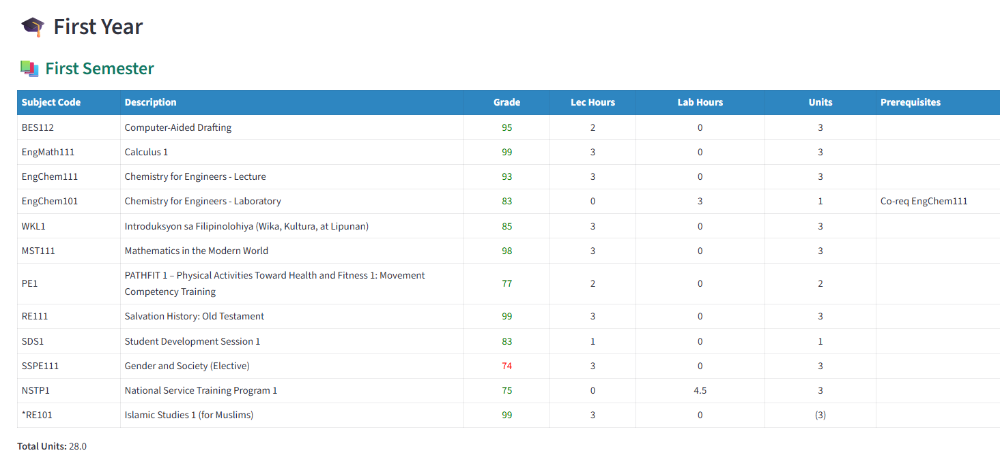 First Year
First Semester
Subject Code Description Grade Lec Hours Lab Hours Units Prerequisites
BES112 Computer-Aided Drafting 95 2 0 3
EngMath111 Calculus 1 99 3 0 3
EngChem111 Chemistry for Engineers - Lecture 93 3 0 3
EngChem101 Chemistry for Engineers - Laboratory 83 0 3 1 Co-req EngChem111
WKL1 Introduksyon sa Filipinolohiya (Wika, Kultura, at Lipunan) 85 3 0 3
MST111 Mathematics in the Modern World 98 3 0 3
PE1 PATHFIT 1 – Physical Activities Toward Health and Fitness 1: Movement
Competency Training 77 2 0 2
RE111 Salvation History: Old Testament 99 3 0 3
SDS1 Student Development Session 1 83 1 0 1
SSPE111 Gender and Society (Elective) 74 3 0 3
NSTP1 National Service Training Program 1 75 0 4.5 3
*RE101 Islamic Studies 1 (for Muslims) 99 3 0 (3)
Total Units: 28.0